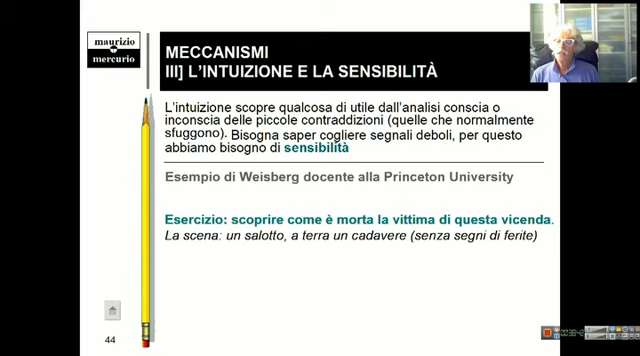 maurizio
mercurio
MECCANISMI
III] L'INTUIZIONE E LA SENSIBILITÀ
L'intuizione scopre qualcosa di utile dall'analisi conscia o
inconscia delle piccole contraddizioni (quelle che normalmente
sfuggono). Bisogna saper cogliere segnali deboli, per questo
abbiamo bisogno di sensibilità
Esempio di Weisberg docente alla Princeton University
Esercizio: scoprire come è morta la vittima di questa vicenda.
La scena: un salotto, a terra un cadavere (senza segni di ferite)
44